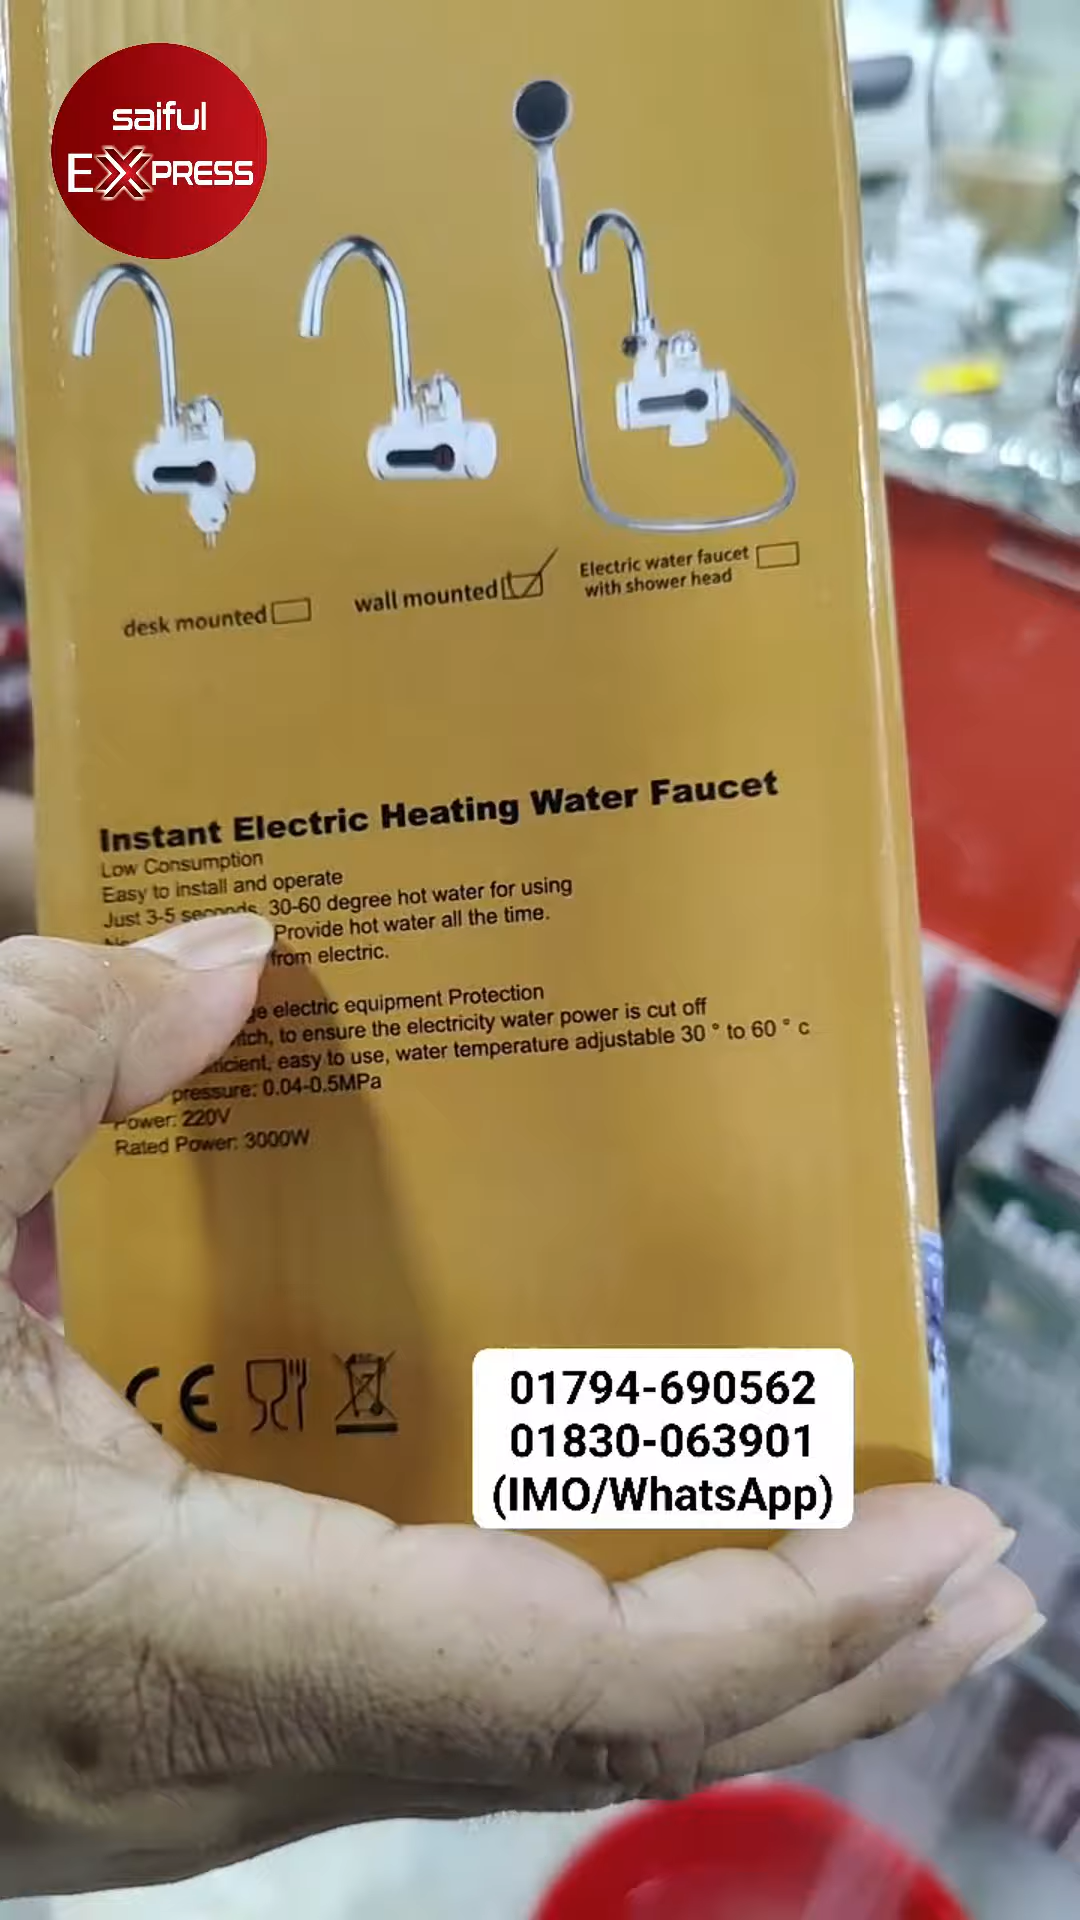 saiful
EXPRESS
desk mounted
wall mounted
Electric water faucet
with shower head
Instant Electric Heating Water Faucet
Low Consumption
Easy to install and operate
Just 3-5 seconds, 30-60 degree hot water for using
Provide hot water all the time.
from electric.
electric equipment Protection
to ensure the electricity water power is cut off
easy to use, water temperature adjustable 30 ° to 60 ° c
pressure: 0.04-0.5MPa
Power: 220V
Rated Power: 3000W
CE
01794-690562
01830-063901
(IMO/WhatsApp)